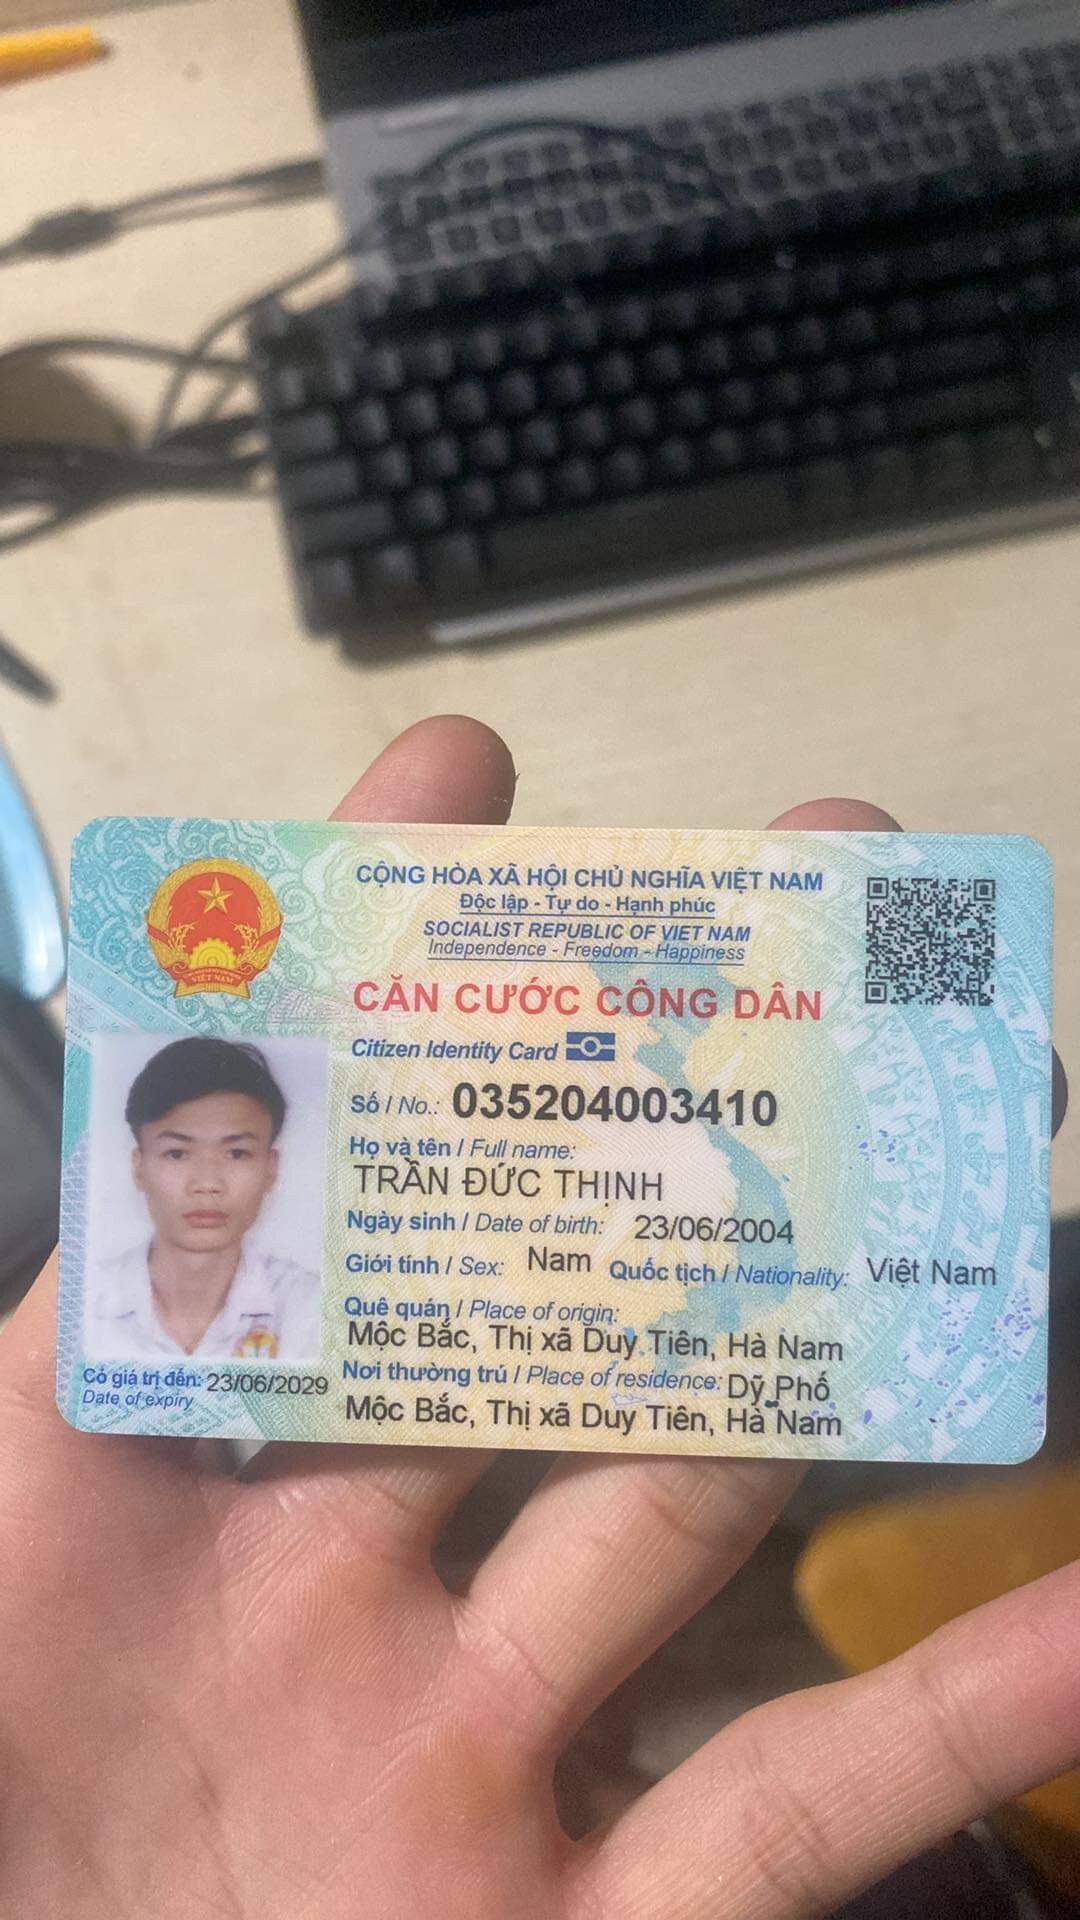 CỘNG HÒA XÃ HỘI CHỦ NGHĨA VIỆT NAM
Độc lập - Tự do - Hạnh phúc
SOCIALIST REPUBLIC OF VIET NAM
Independence - Freedom - Happiness
CĂN CƯỚC CÔNG DÂN
Citizen Identity Card
Số / No.: 035204003410
Họ và tên / Full name:
TRẦN ĐỨC THỊNH
Ngày sinh / Date of birth: 23/06/2004
Giới tính / Sex: Nam Quốc tịch / Nationality: Việt Nam
Quê quán / Place of origin:
Mộc Bắc, Thị xã Duy Tiên, Hà Nam
Nơi thường trú / Place of residence: Dỹ Phố
Mộc Bắc, Thị xã Duy Tiên, Hà Nam
Có giá trị đến: 23/06/2029
Date of expiry
VIỆT NAM